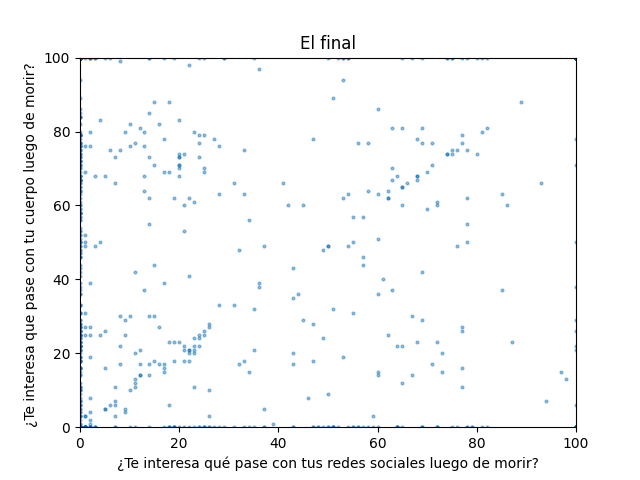 El final
¿Te interesa que pase con tu cuerpo luego de morir?
100
80
60
40
20
0
0 20 40 60 80 100
¿Te interesa qué pase con tus redes sociales luego de morir?